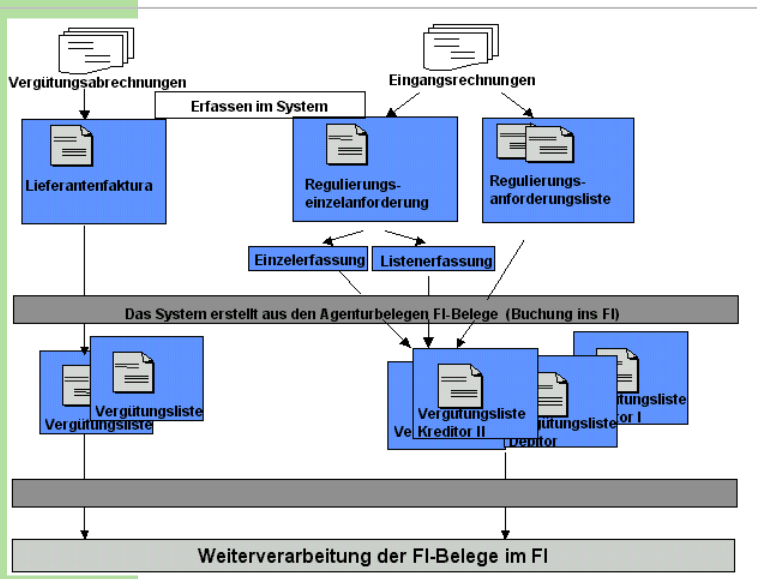 Vergütungsabrechnungen
Eingangsrechnungen
Erfassen im System
Lieferantenfaktura
Regulierungs-
einzelanforderung
Regulierungs-
anforderungsliste
Einzelerfassung
Listenerfassung
Das System erstellt aus den Agenturbelegen FI-Belege (Buchung ins FI)
Vergütungsliste
Vergütungsliste
Vergütungsliste
Kreditor II
Debitor
Weiterverarbeitung der FI-Belege im FI